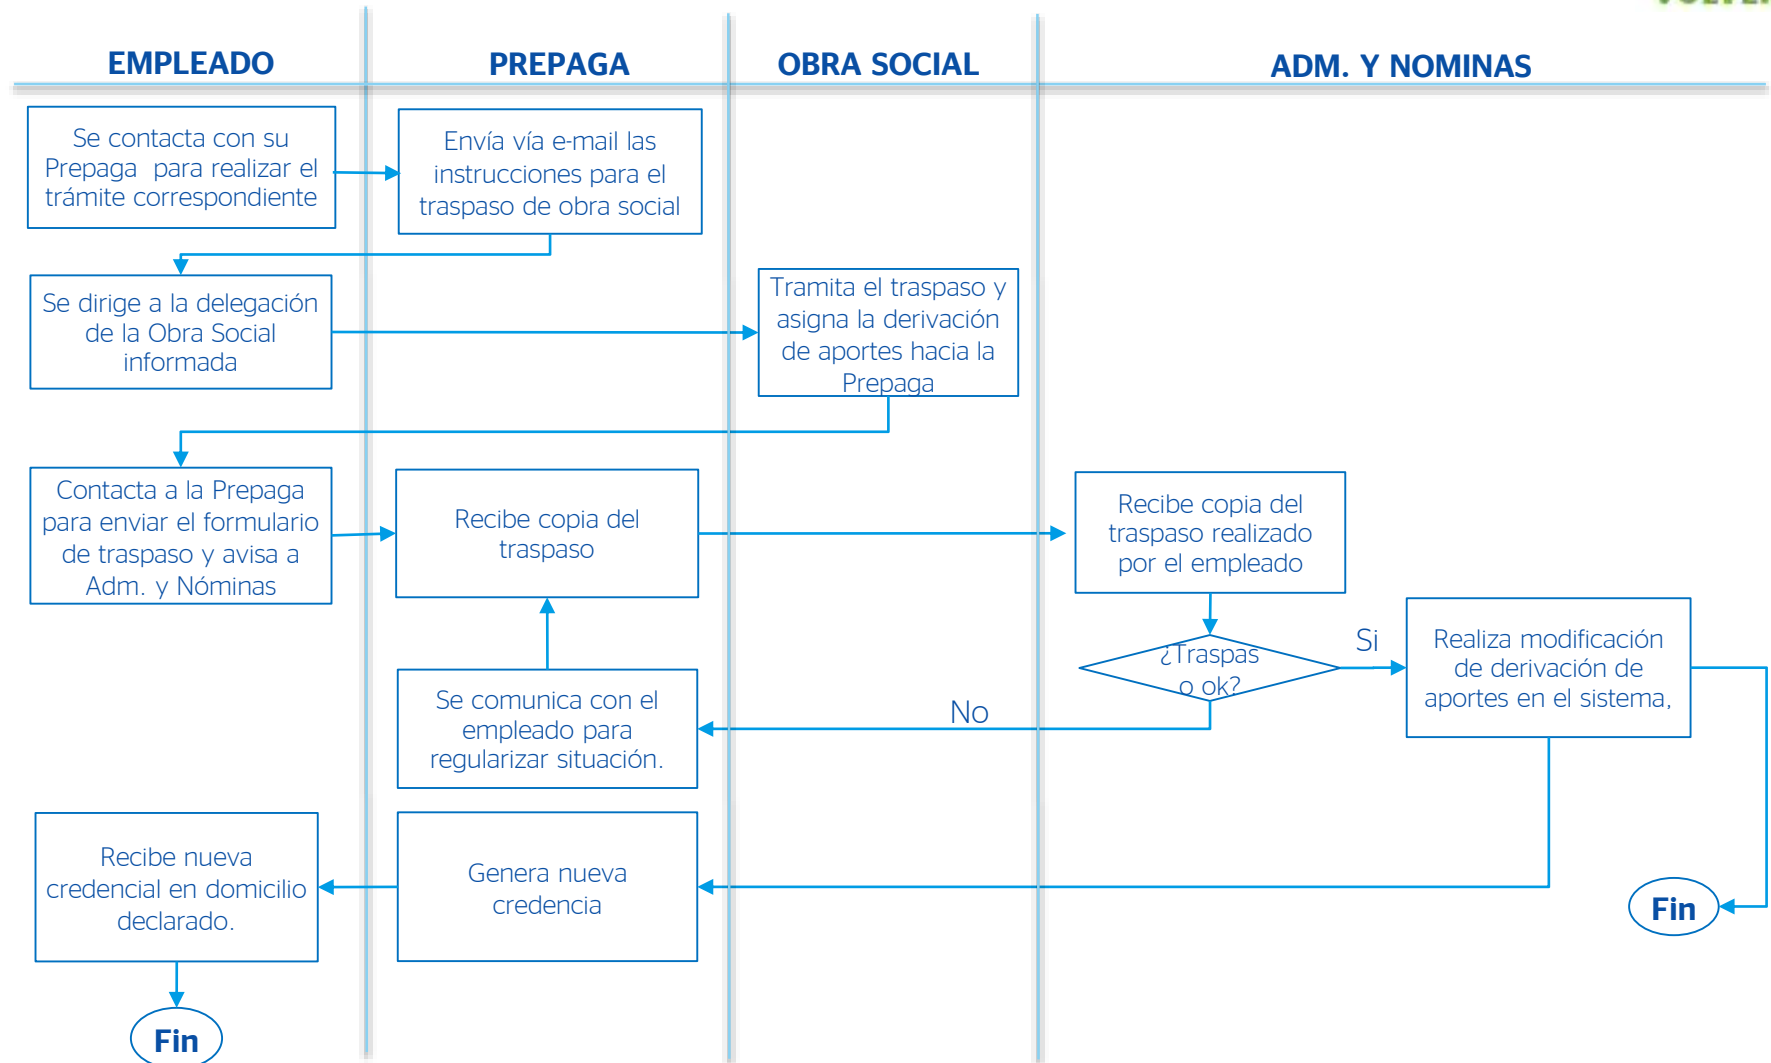 EMPLEADO
PREPAGA
OBRA SOCIAL
ADM. Y NOMINAS
Se contacta con su
Prepaga para realizar el
trámite correspondiente
Envía vía e-mail las
instrucciones para el
traspaso de obra social
Se dirige a la delegación
de la Obra Social
informada
Tramita el traspaso y
asigna la derivación
de aportes hacia la
Prepaga
Contacta a la Prepaga
para enviar el formulario
de traspaso y avisa a
Adm. y Nóminas
Recibe copia del
traspaso
Recibe copia del
traspaso realizado
por el empleado
¿Traspas
o ok?
Si
Realiza modificación
de derivación de
aportes en el sistema,
No
Se comunica con el
empleado para
regularizar situación.
Recibe nueva
credencial en domicilio
declarado.
Genera nueva
credencia
Fin
Fin